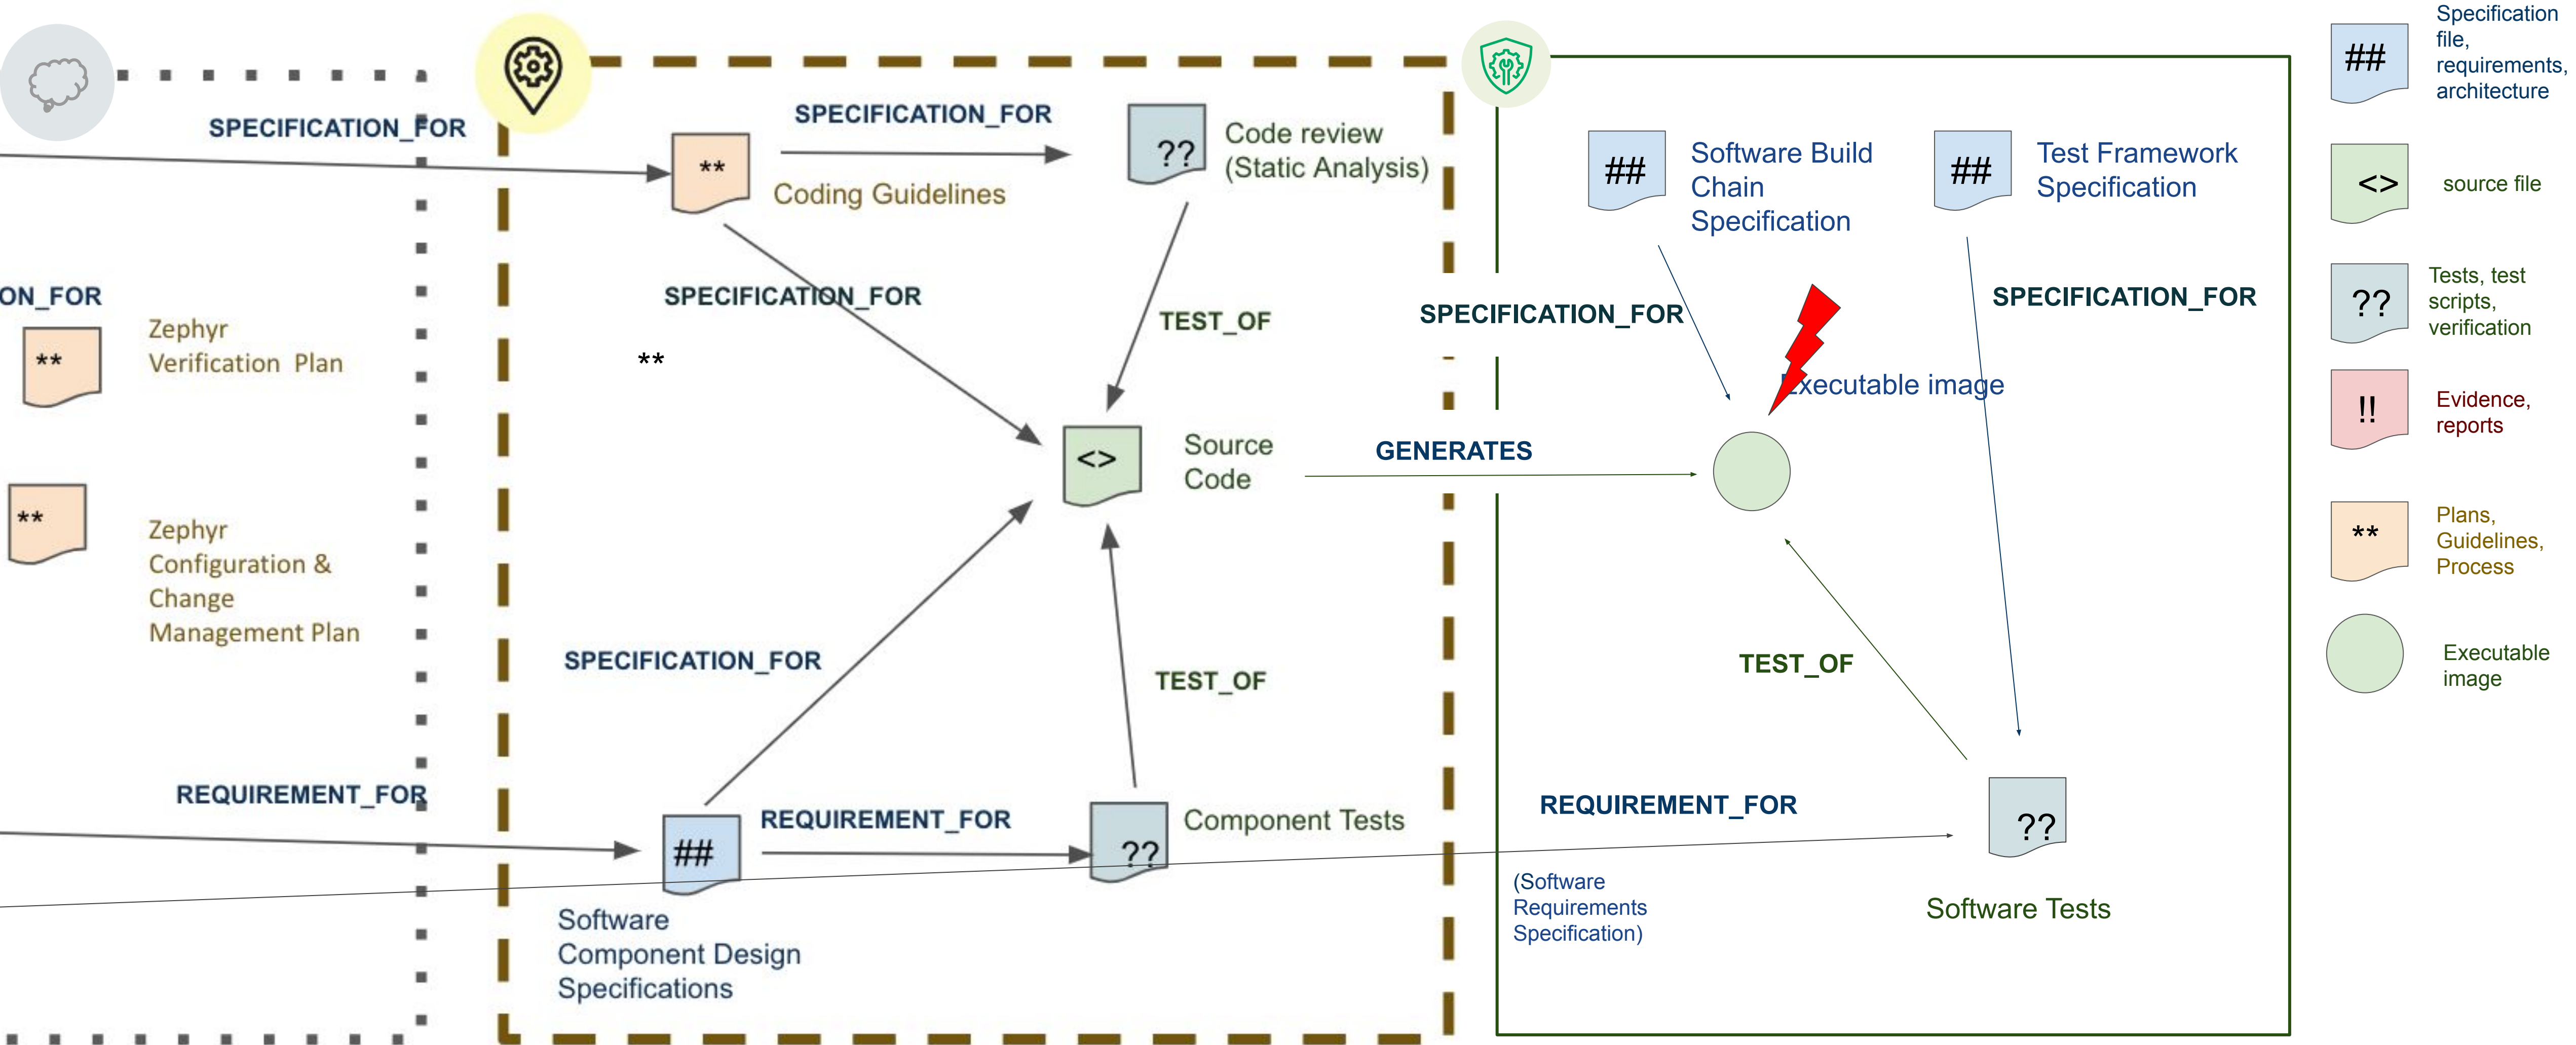 SPECIFICATION_FOR
**
Coding Guidelines
SPECIFICATION_FOR
??
Code review
(Static Analysis)
ON_FOR
**
Zephyr
Verification  Plan
**
Zephyr
Configuration &
Change
Management Plan
SPECIFICATION_FOR
**
TEST_OF
<>
Source
Code
SPECIFICATION_FOR
TEST_OF
REQUIREMENT_FOR
##
REQUIREMENT_FOR
??
Component Tests
Software
Component Design
Specifications
##
Software Build
Chain
Specification
##
Test Framework
Specification
SPECIFICATION_FOR
SPECIFICATION_FOR
Executable image
GENERATES
TEST_OF
REQUIREMENT_FOR
??
(Software
Requirements
Specification)
Software Tests
##
Specification
file,
requirements,
architecture
<>
source file
??
Tests, test
scripts,
verification
!!
Evidence,
reports
**
Plans,
Guidelines,
Process
Executable
image